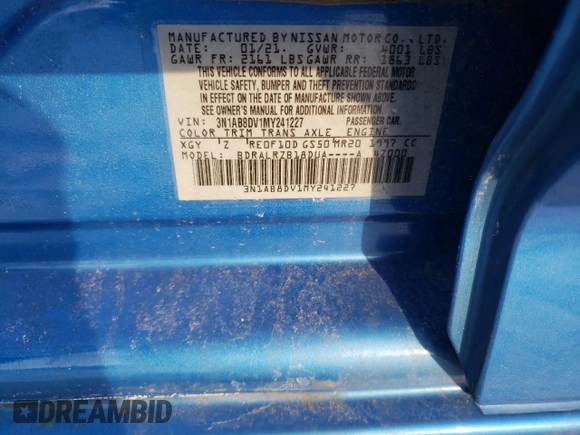 MANUFACTURED BY NISSAN MOTOR CO., LTD.
DATE: 01/21. GVWR: 4001 LBS
GAWR FR: 2161 LBS GAWR RR: 1863 LBS
THIS VEHICLE CONFORMS TO ALL APPLICABLE FEDERAL MOTOR
VEHICLE SAFETY, BUMPER AND THEFT PREVENTION STANDARDS
IN EFFECT ON THE DATE OF MANUFACTURE SHOWN ABOVE.
SEE OWNER'S MANUAL FOR ADDITIONAL INFORMATION
VIN: 3N1AB8DV1MY241227 PASSENGER CAR.
COLOR TRIM TRANS AXLE ENGINE
XGY 'Z RE0F10D GS50 MR20 1997 CC
MODEL: BDRALRZB18DUA----A 47000
3N1AB8DV1MY241227
DREAMBID